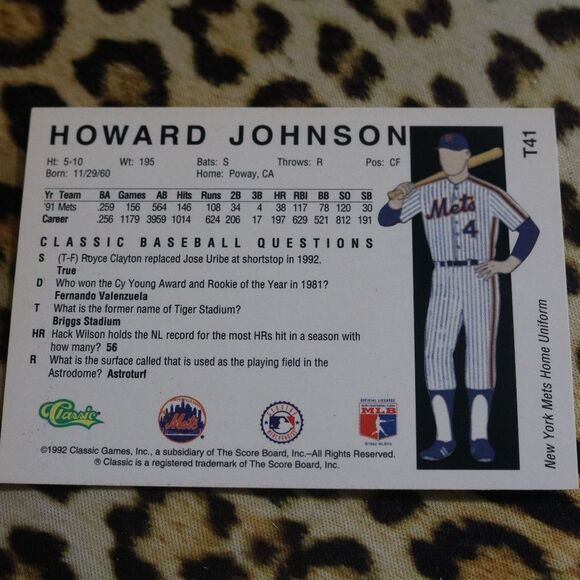 HOWARD JOHNSON
Ht: 5-10 Wt: 195 Bats: S Throws: R Pos: CF
Born: 11/29/60 Home: Poway, CA
Yr Team BA Games AB Hits Runs 2B 3B HR RBI BB SO SB
'91 Mets .259 156 564 146 108 34 4 38 117 78 120 30
Career .256 1179 3959 1014 624 206 17 197 629 521 812 191
CLASSIC BASEBALL QUESTIONS
S (T-F) Royce Clayton replaced Jose Uribe at shortstop in 1992.
True
D Who won the Cy Young Award and Rookie of the Year in 1981?
Fernando Valenzuela
T What is the former name of Tiger Stadium?
Briggs Stadium
HR Hack Wilson holds the NL record for the most HRs hit in a season
with how many? 56
R What is the surface called that is used as the playing field in the
Astrodome? Astroturf
Classic
Mets
MLB
©1992 Classic Games, Inc., a subsidiary of The Score Board, Inc.–All Rights Reserved.
® Classic is a registered trademark of The Score Board, Inc.
Mets
4
T41
New York Mets Home Uniform